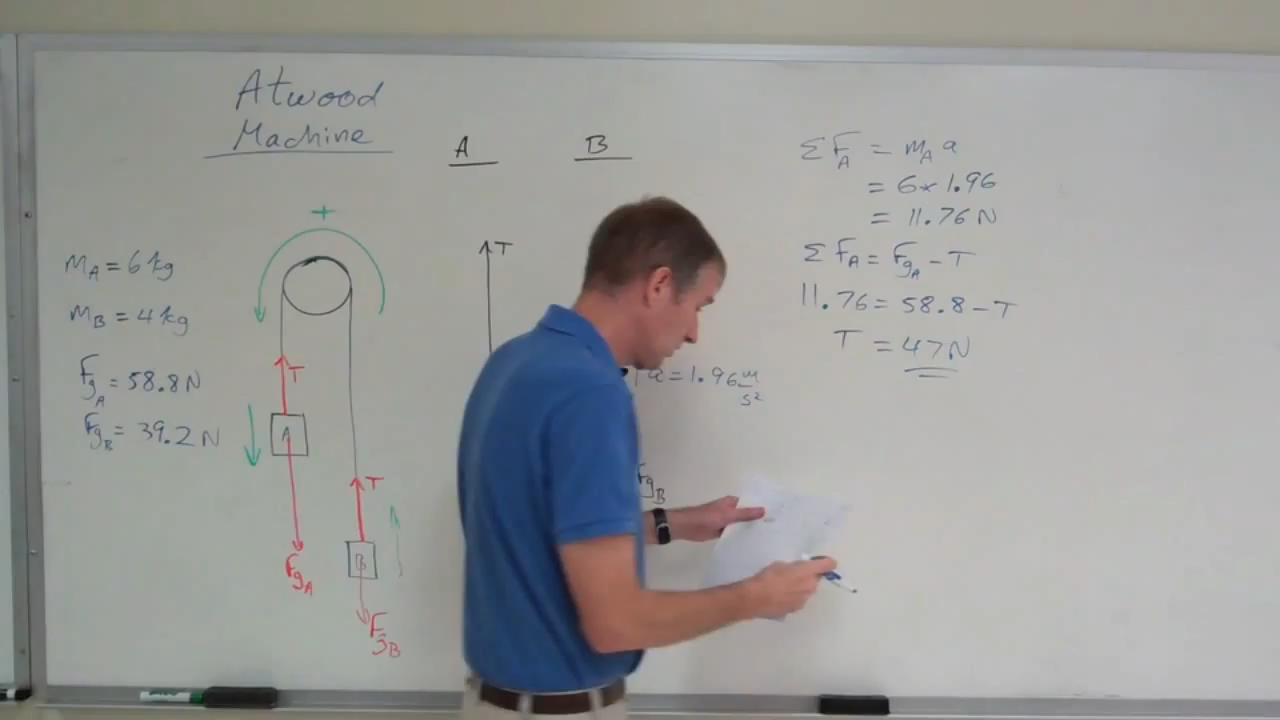 Atwood
Machine
A
B
+
m_A = 6 kg
m_B = 4 kg
F_gA = 58.8 N
F_gB = 39.2 N
T
A
F_gA
T
B
F_gB
T
a = 1.96 m/s²
F_gB
ΣF_A = m_A a
= 6 * 1.96
= 11.76 N
ΣF_A = F_gA - T
11.76 = 58.8 - T
T = 47 N